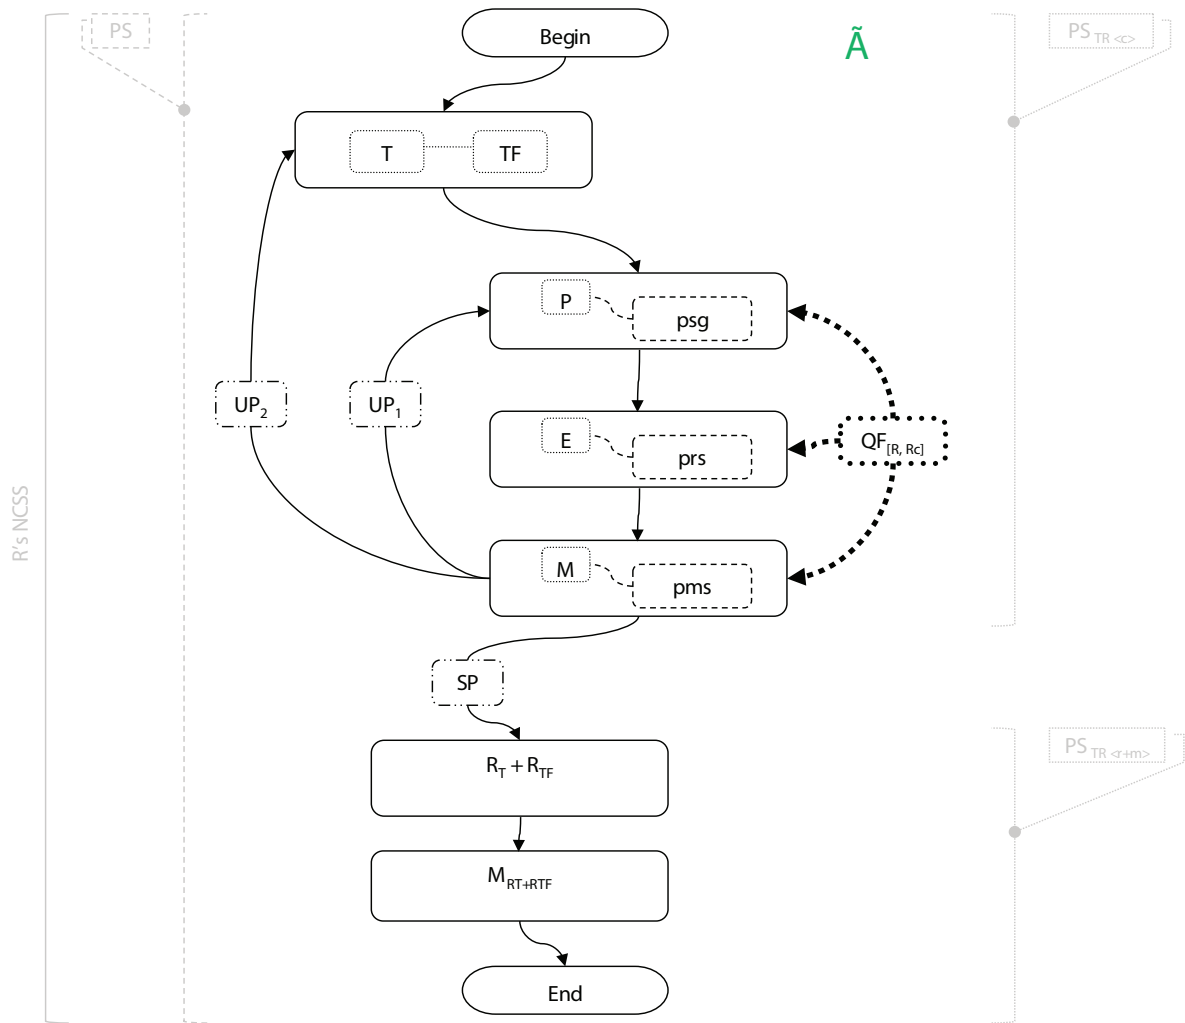 PS
Begin
Ã
PS TR <c>
T
TF
P
psg
UP2
UP1
E
prs
QF[R, Rc]
R's NCSS
M
pms
SP
RT + RTF
PS TR <r+m>
M RT+RTF
End